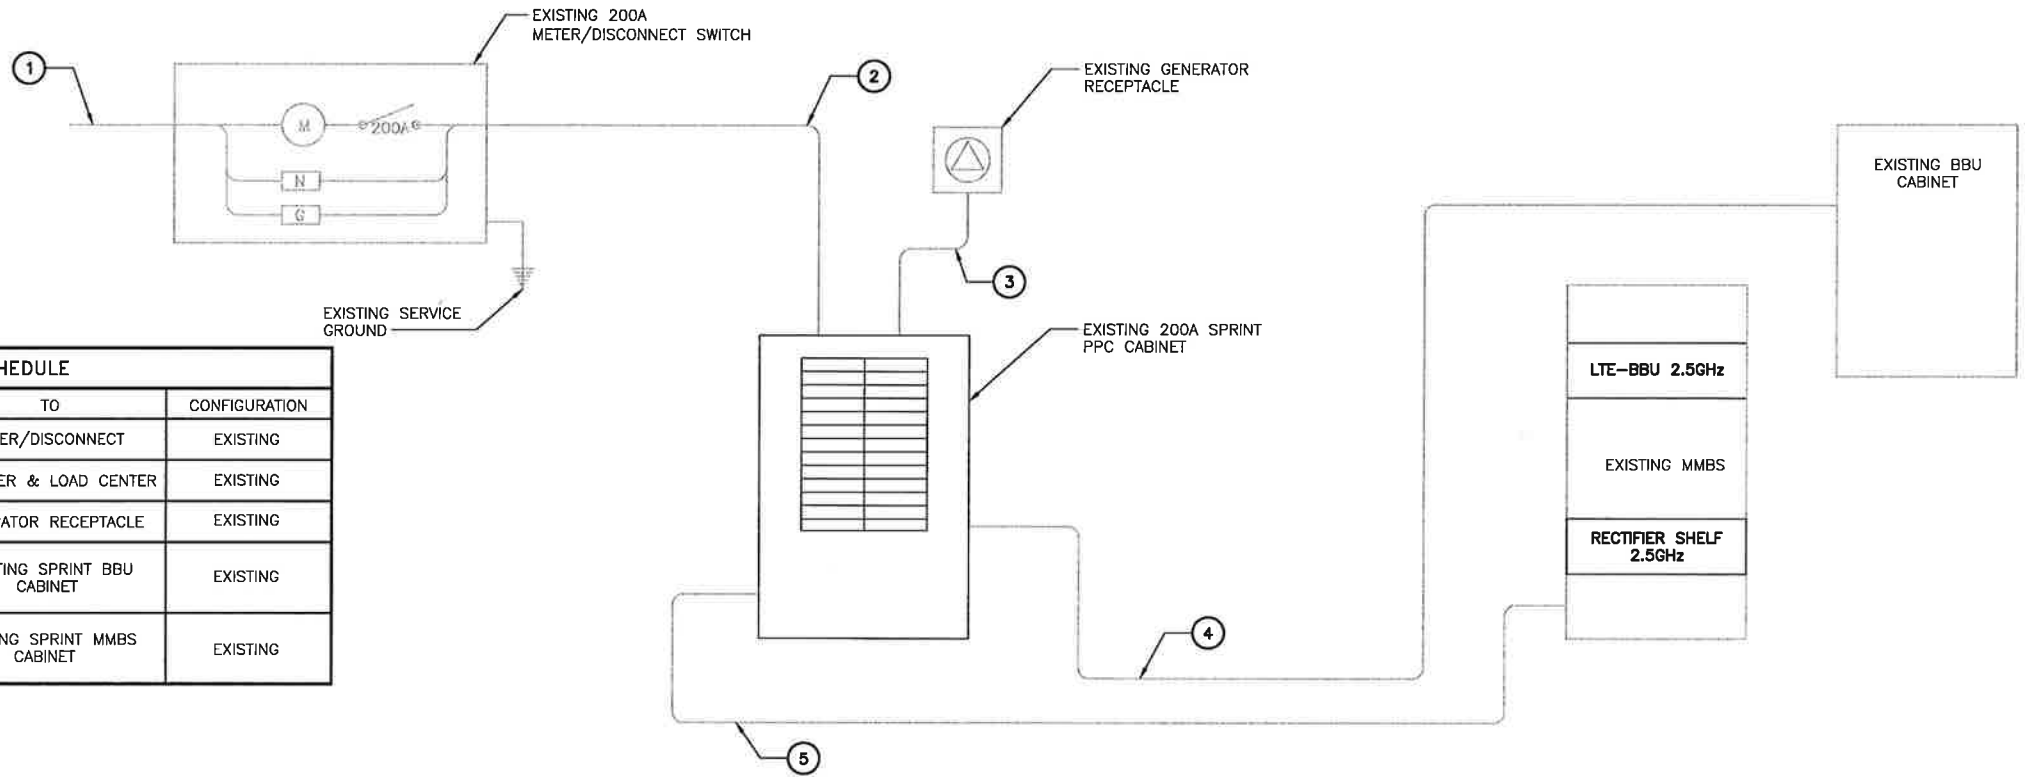 EXISTING 200A
METER/DISCONNECT SWITCH
1
2
EXISTING GENERATOR
RECEPTACLE
M
200A
N
G
EXISTING BBU
CABINET
3
EXISTING SERVICE
GROUND
EXISTING 200A SPRINT
PPC CABINET
LTE-BBU 2.5GHz
EXISTING MMBS
RECTIFIER SHELF
2.5GHz
4
5
HEDULE
TO CONFIGURATION
ER/DISCONNECT EXISTING
ER & LOAD CENTER EXISTING
ATOR RECEPTACLE EXISTING
TING SPRINT BBU
CABINET EXISTING
NG SPRINT MMBS
CABINET EXISTING